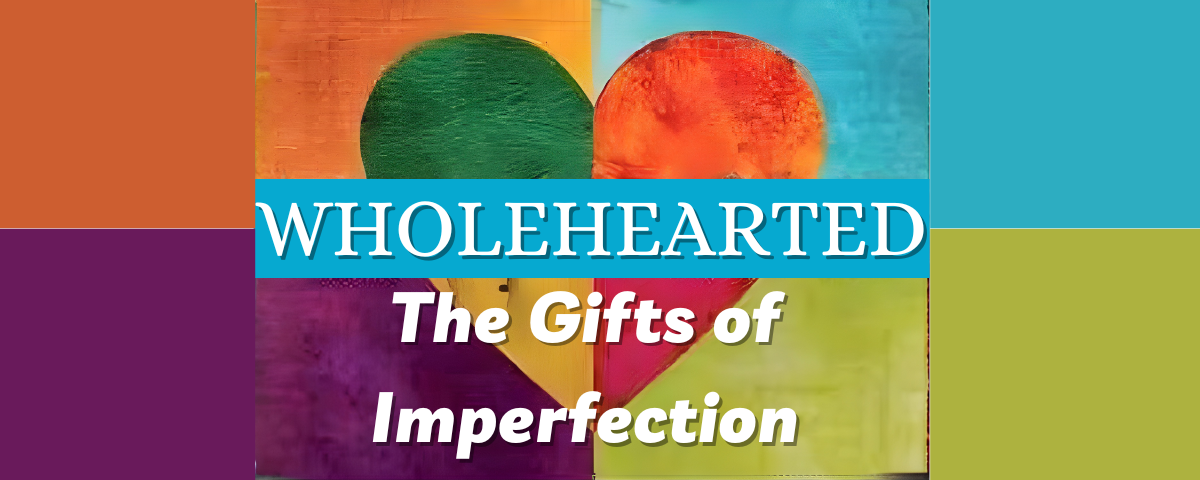 WHOLEHEARTED
The Gifts of
Imperfection